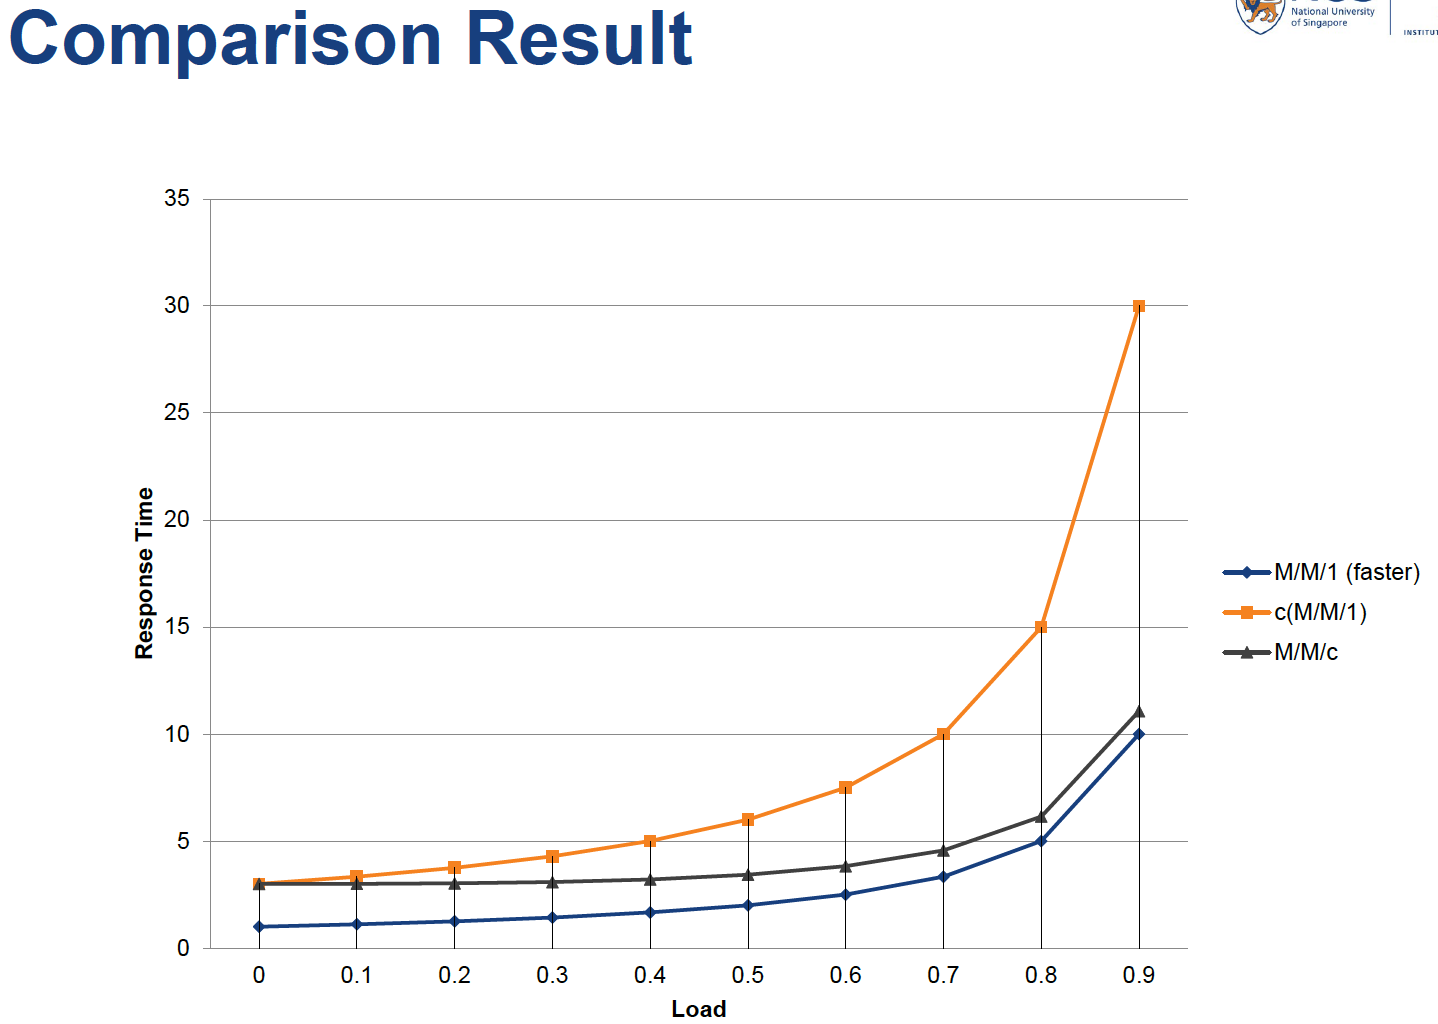 Comparison Result
National University
of Singapore
35
30
25
20
15
10
5
0
Response Time
0 0.1 0.2 0.3 0.4 0.5 0.6 0.7 0.8 0.9
Load
M/M/1 (faster)
c(M/M/1)
M/M/c